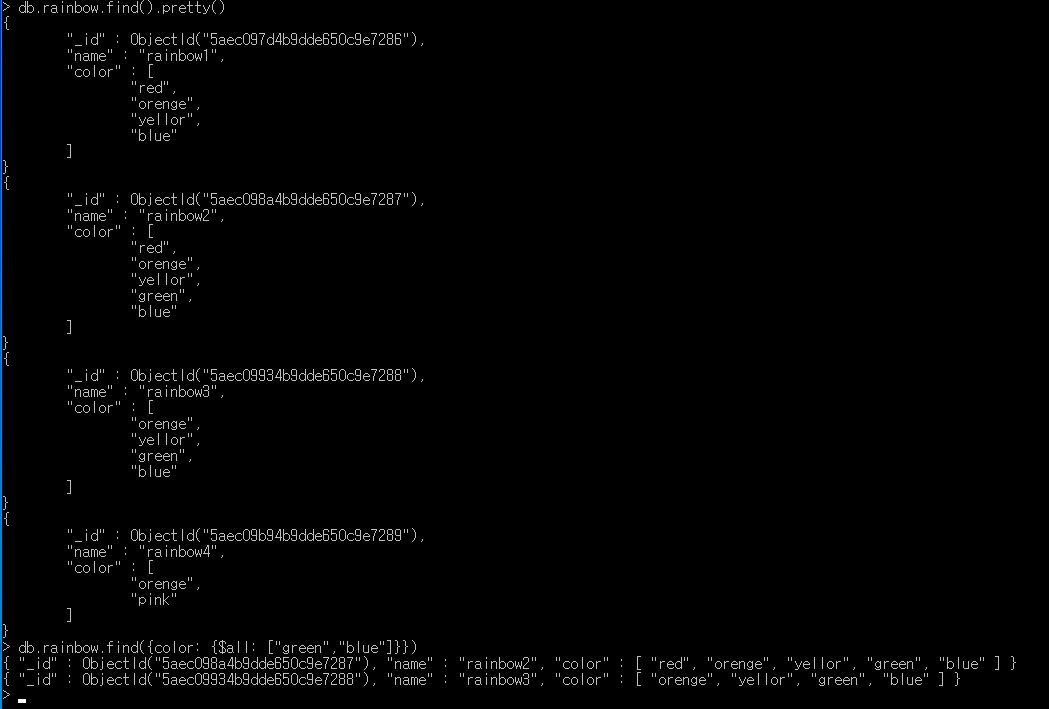 > db.rainbow.find().pretty()
{
        "_id" : ObjectId("5aec097d4b9dde650c9e7286"),
        "name" : "rainbow1",
        "color" : [
                "red",
                "orenge",
                "yellor",
                "blue"
        ]
}
{
        "_id" : ObjectId("5aec098a4b9dde650c9e7287"),
        "name" : "rainbow2",
        "color" : [
                "red",
                "orenge",
                "yellor",
                "green",
                "blue"
        ]
}
{
        "_id" : ObjectId("5aec09934b9dde650c9e7288"),
        "name" : "rainbow3",
        "color" : [
                "orenge",
                "yellor",
                "green",
                "blue"
        ]
}
{
        "_id" : ObjectId("5aec09b94b9dde650c9e7289"),
        "name" : "rainbow4",
        "color" : [
                "orenge",
                "pink"
        ]
}
> db.rainbow.find({color: {$all: ["green","blue"]}})
{ "_id" : ObjectId("5aec098a4b9dde650c9e7287"), "name" : "rainbow2", "color" : [ "red", "orenge", "yellor", "green", "blue" ] }
{ "_id" : ObjectId("5aec09934b9dde650c9e7288"), "name" : "rainbow3", "color" : [ "orenge", "yellor", "green", "blue" ] }
>